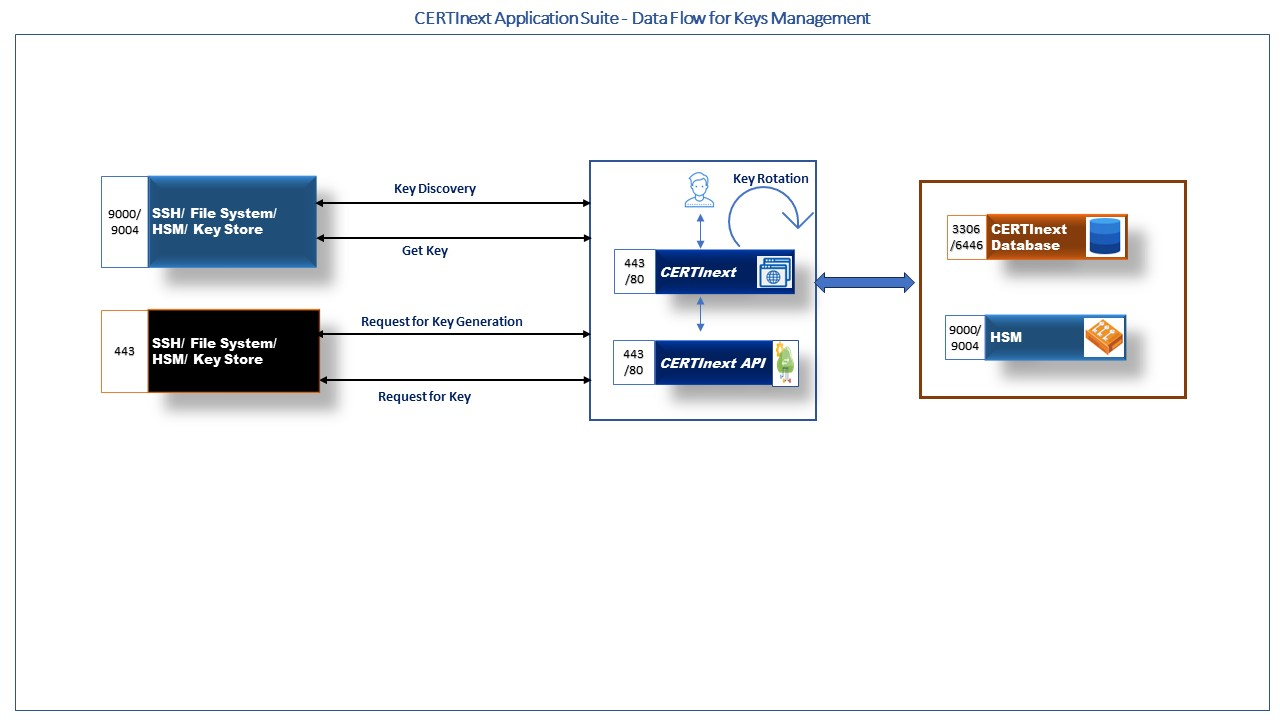 CERTInext Application Suite - Data Flow for Keys Management
9000/
9004
SSH/ File System/
HSM/ Key Store
Key Discovery
Get Key
443
SSH/ File System/
HSM/ Key Store
Request for Key Generation
Request for Key
Key Rotation
443
/80
CERTInext
443
/80
CERTInext API
3306
/6446
CERTInext
Database
9000/
9004
HSM